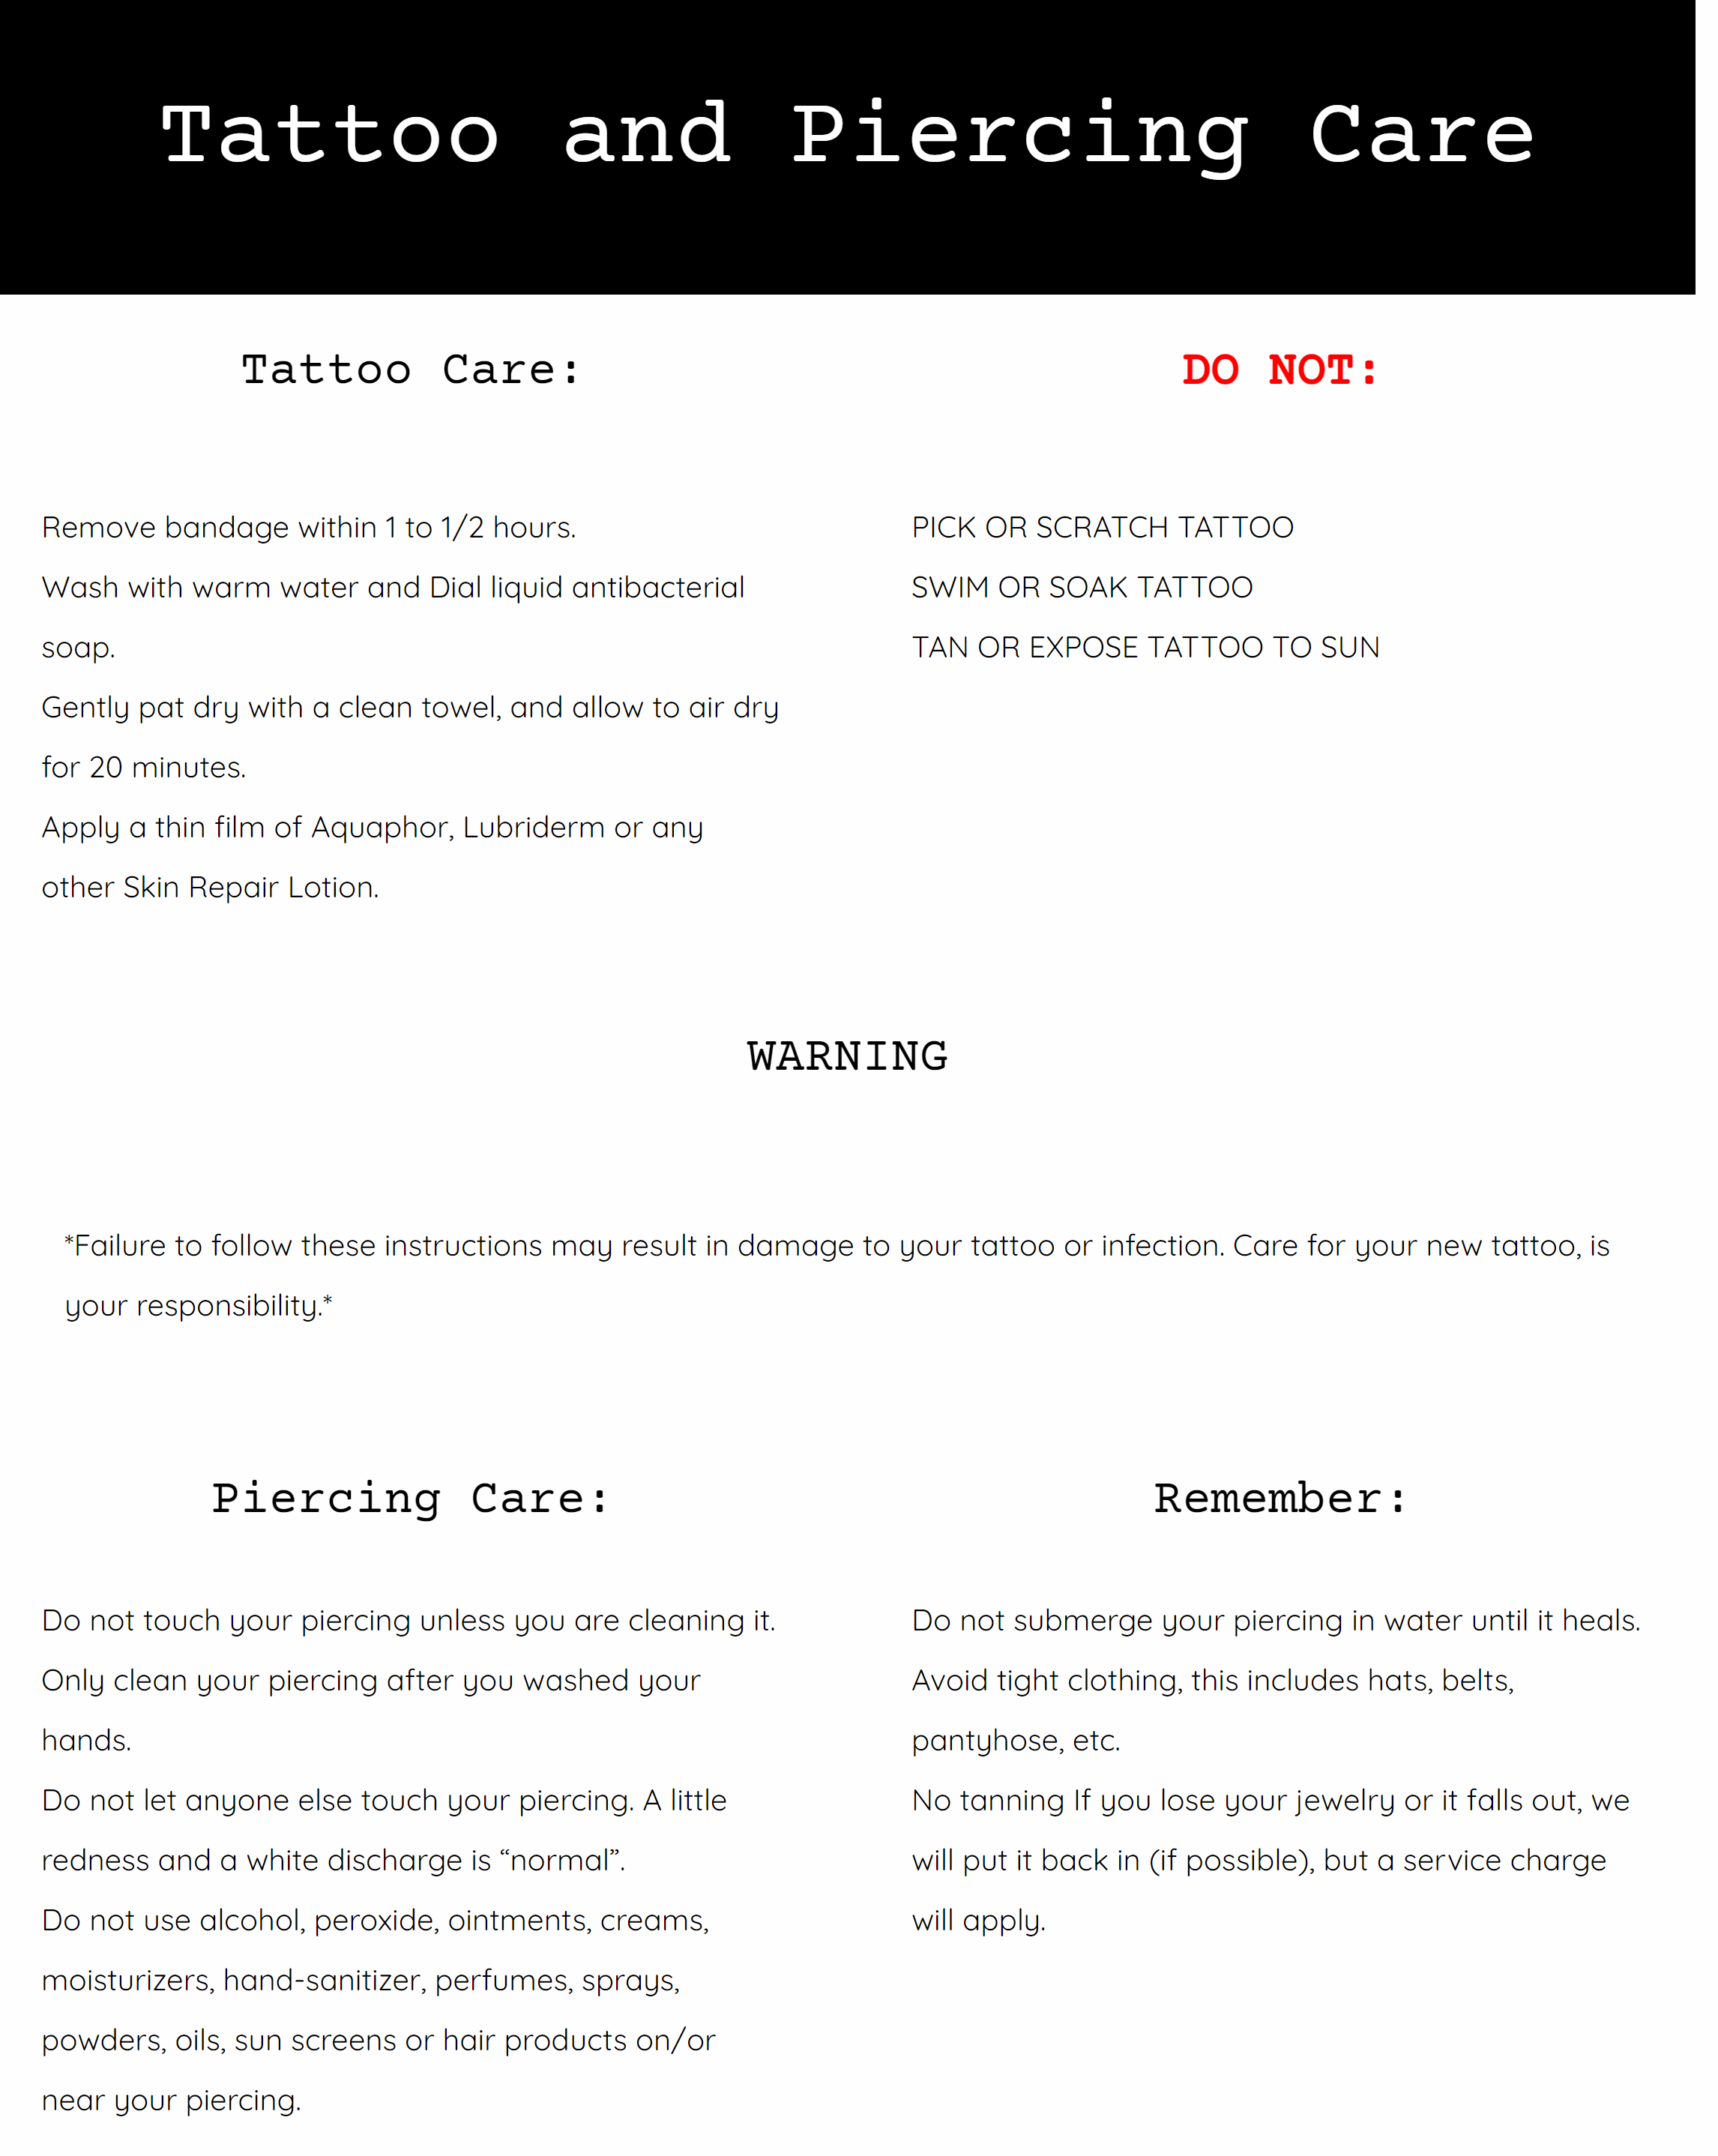 Tattoo and Piercing Care
Tattoo Care:
Remove bandage within 1 to 1/2 hours.
Wash with warm water and Dial liquid antibacterial
soap.
Gently pat dry with a clean towel, and allow to air dry
for 20 minutes.
Apply a thin film of Aquaphor, Lubriderm or any
other Skin Repair Lotion.
DO NOT:
PICK OR SCRATCH TATTOO
SWIM OR SOAK TATTOO
TAN OR EXPOSE TATTOO TO SUN
WARNING
*Failure to follow these instructions may result in damage to your tattoo or infection. Care for your new tattoo, is
your responsibility.*
Piercing Care:
Do not touch your piercing unless you are cleaning it.
Only clean your piercing after you washed your
hands.
Do not let anyone else touch your piercing. A little
redness and a white discharge is “normal”.
Do not use alcohol, peroxide, ointments, creams,
moisturizers, hand-sanitizer, perfumes, sprays,
powders, oils, sun screens or hair products on/or
near your piercing.
Remember:
Do not submerge your piercing in water until it heals.
Avoid tight clothing, this includes hats, belts,
pantyhose, etc.
No tanning If you lose your jewelry or it falls out, we
will put it back in (if possible), but a service charge
will apply.